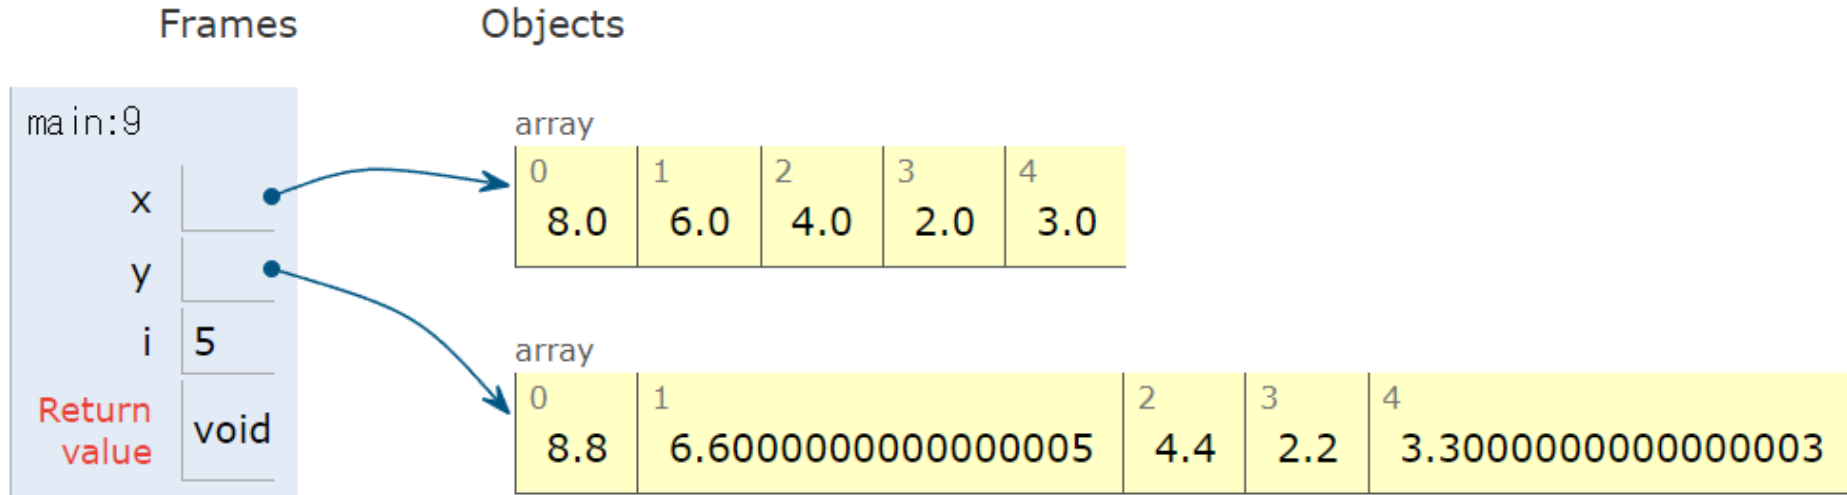 Frames Objects
main:9
array
0 1 2 3 4
x 8.0 6.0 4.0 2.0 3.0
y
i 5
array
0 1 2 3 4
Return value void
8.8 6.6000000000000005 4.4 2.2 3.3000000000000003